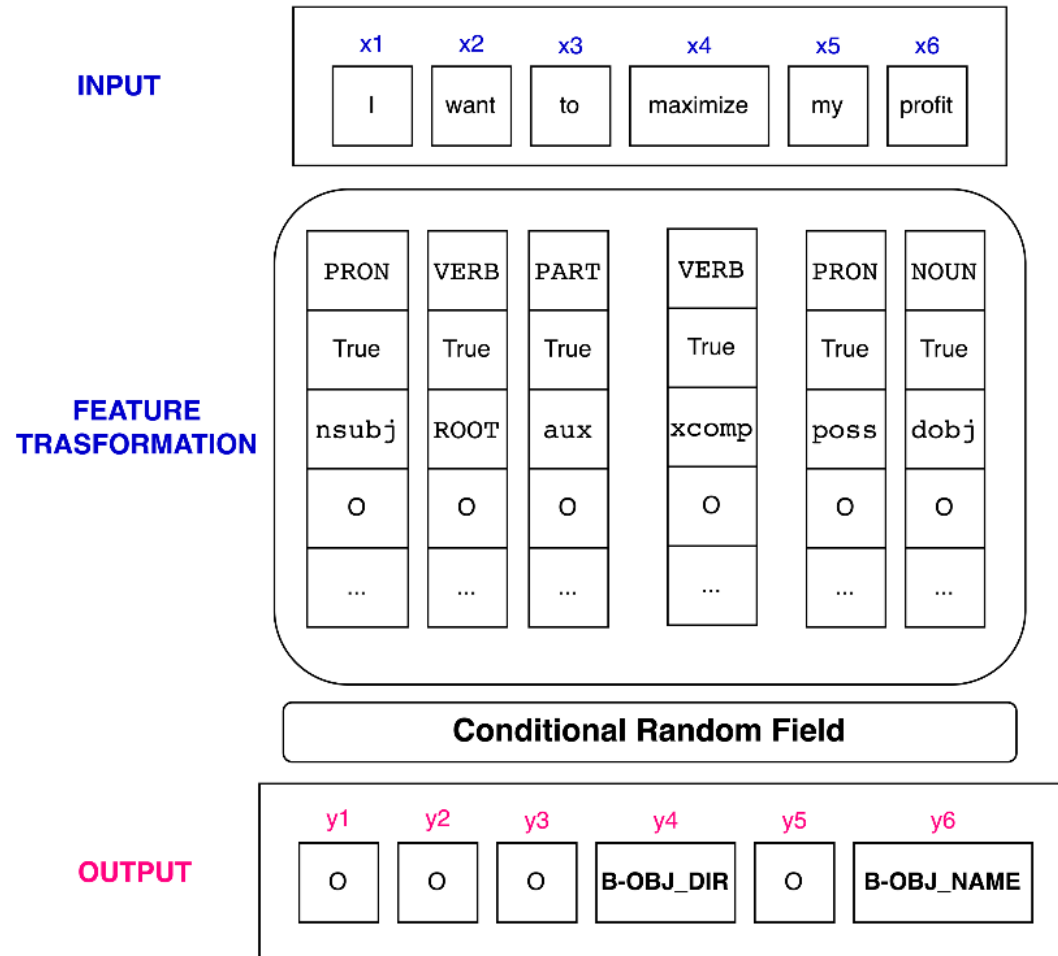 x1 x2 x3 x4 x5 x6
INPUT
I want to maximize my profit
PRON VERB PART VERB PRON NOUN
True True True True True True
FEATURE
TRASFORMATION
nsubj ROOT aux xcomp poss dobj
O O O O O O
... ... ... ... ... ...
Conditional Random Field
y1 y2 y3 y4 y5 y6
OUTPUT
O O O B-OBJ_DIR O B-OBJ_NAME